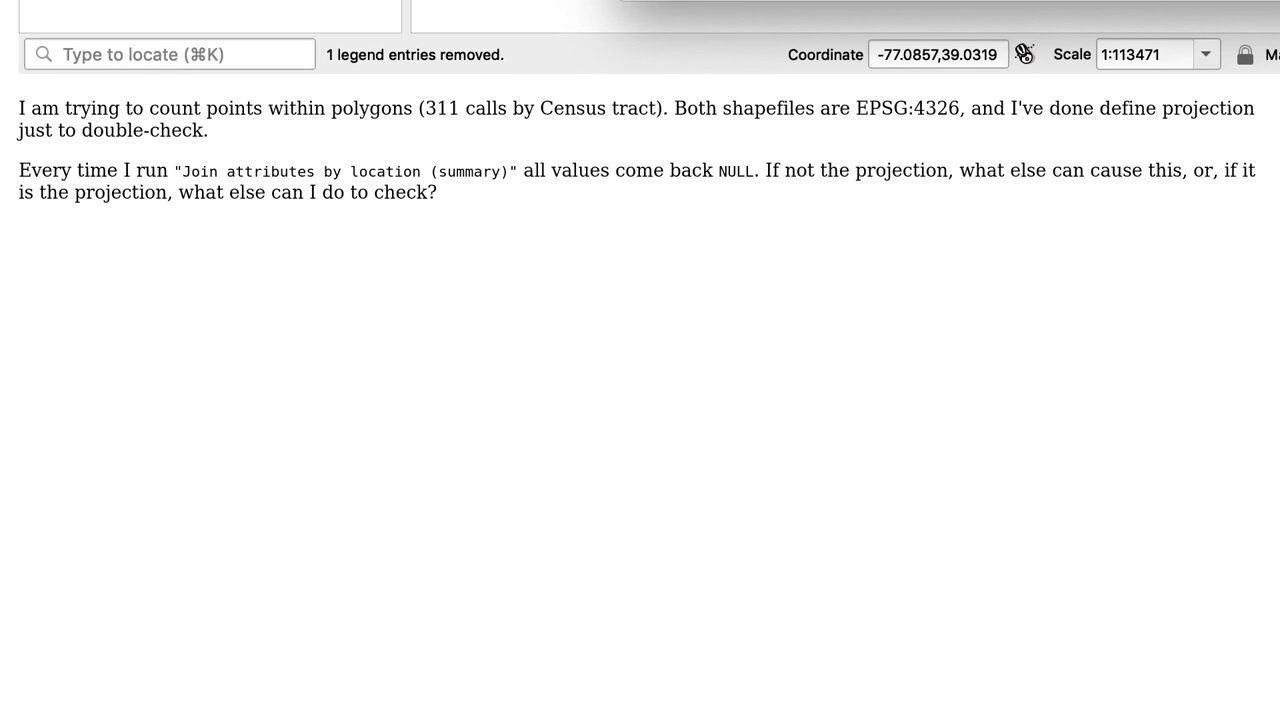 Type to locate (⌘K) 1 legend entries removed. Coordinate -77.0857,39.0319 Scale 1:113471
I am trying to count points within polygons (311 calls by Census tract). Both shapefiles are EPSG:4326, and I've done define projection
just to double-check.
Every time I run "Join attributes by location (summary)" all values come back NULL. If not the projection, what else can cause this, or, if it
is the projection, what else can I do to check?